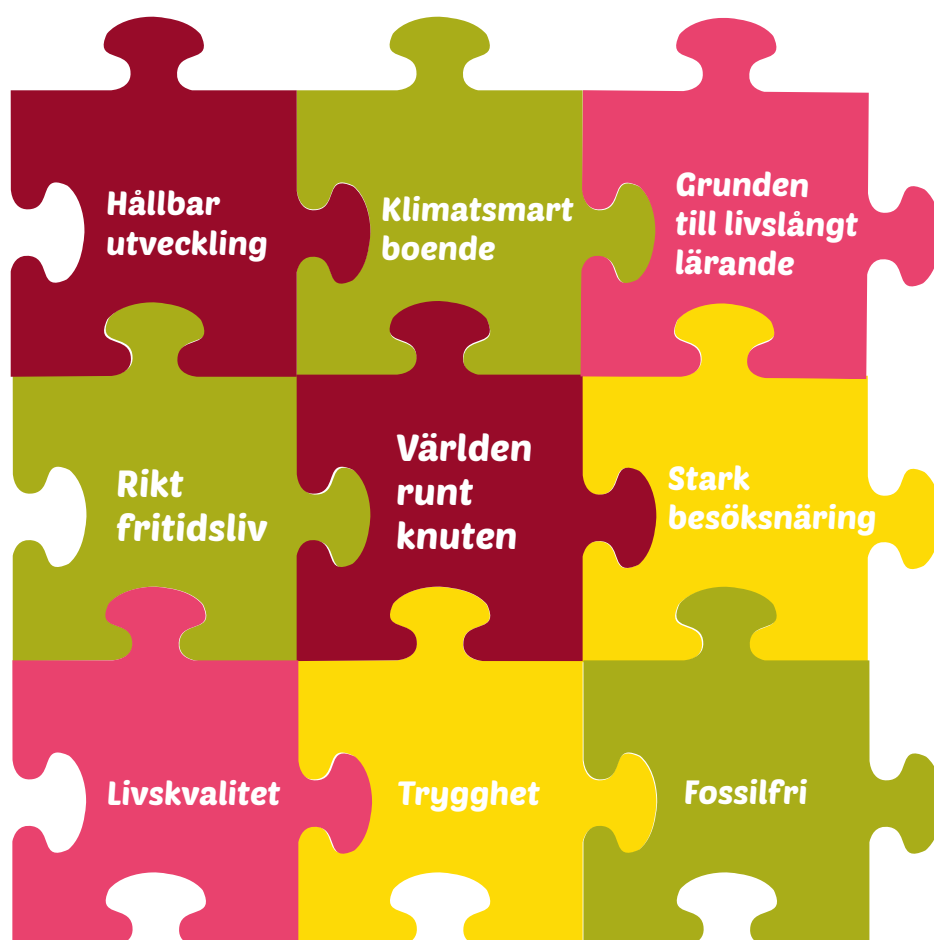 Hållbar
utveckling
Klimatsmart
boende
Grunden
till livslångt
lärande
Rikt
fritidsliv
Världen
runt
knuten
Stark
besöksnäring
Livskvalitet
Trygghet
Fossilfri